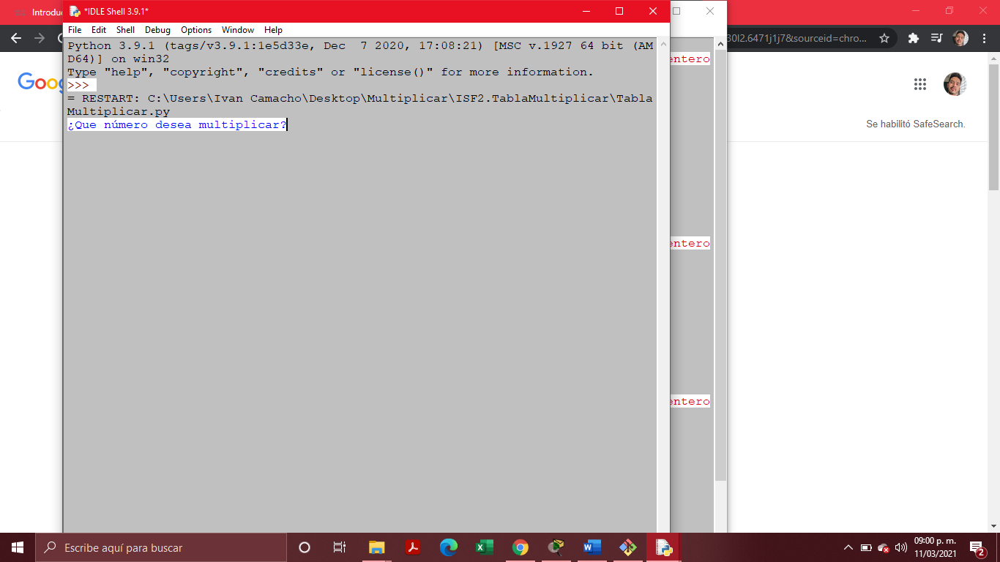 Introduc
*IDLE Shell 3.9.1*
File Edit Shell Debug Options Window Help
Python 3.9.1 (tags/v3.9.1:1e5d33e, Dec  7 2020, 17:08:21) [MSC v.1927 64 bit (AM
D64)] on win32
Type "help", "copyright", "credits" or "license()" for more information.
>>>
= RESTART: C:\Users\Ivan Camacho\Desktop\Multiplicar\ISF2.TablaMultiplicar\Tabla
Multiplicar.py
¿Que número desea multiplicar?
30l2.6471j1j7&sourceid=chro...
entero
Goog
Se habilitó SafeSearch.
entero
entero
Escribe aquí para buscar
09:00 p. m.
11/03/2021
2